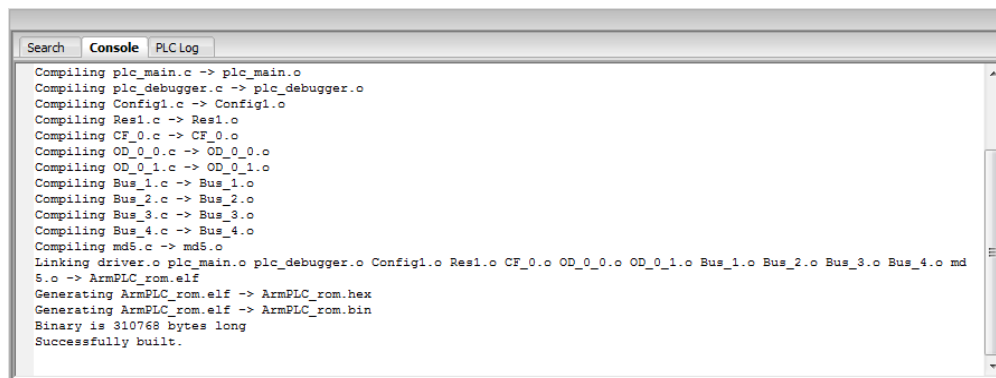 Search Console PLC Log
Compiling plc_main.c -> plc_main.o
Compiling plc_debugger.c -> plc_debugger.o
Compiling Config1.c -> Config1.o
Compiling Res1.c -> Res1.o
Compiling CF_0.c -> CF_0.o
Compiling OD_0_0.c -> OD_0_0.o
Compiling OD_0_1.c -> OD_0_1.o
Compiling Bus_1.c -> Bus_1.o
Compiling Bus_2.c -> Bus_2.o
Compiling Bus_3.c -> Bus_3.o
Compiling Bus_4.c -> Bus_4.o
Compiling md5.c -> md5.o
Linking driver.o plc_main.o plc_debugger.o Config1.o Res1.o CF_0.o OD_0_0.o OD_0_1.o Bus_1.o Bus_2.o Bus_3.o Bus_4.o md
5.o -> ArmPLC_rom.elf
Generating ArmPLC_rom.elf -> ArmPLC_rom.hex
Generating ArmPLC_rom.elf -> ArmPLC_rom.bin
Binary is 310768 bytes long
Successfully built.